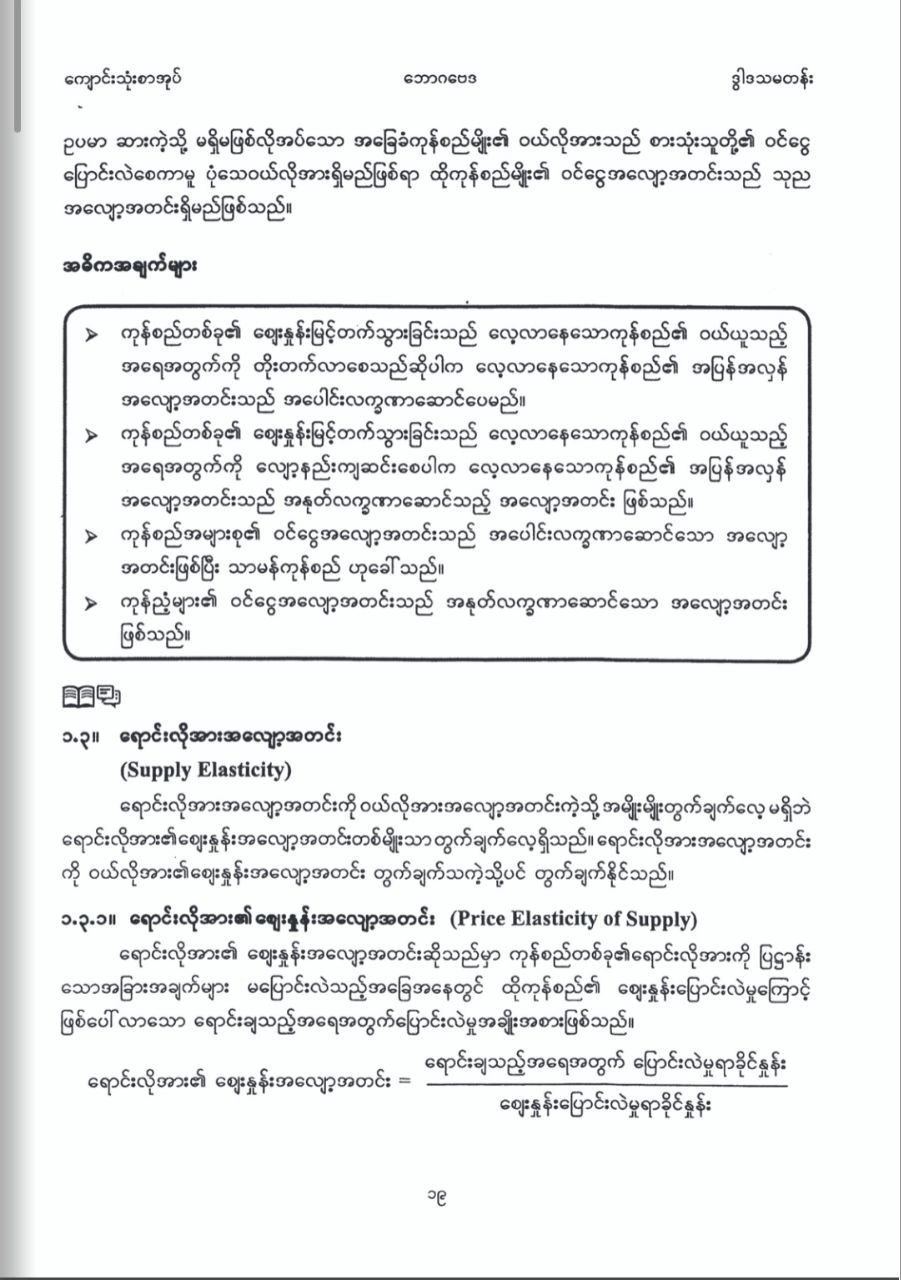 ကျောင်းသုံးစာအုပ် ဘောဂဗေဒ ဒွါဒသမတန်း
ဥပမာ ဆားကဲ့သို့ မရှိမဖြစ်လိုအပ်သော အခြေခံကုန်စည်မျိုး၏ ဝယ်လိုအားသည် စားသုံးသူတို့၏ ဝင်ငွေ
ပြောင်းလဲစေကာမူ ပုံသေဝယ်လိုအားရှိမည်ဖြစ်ရာ ထိုကုန်စည်မျိုး၏ ဝင်ငွေအလျော့အတင်းသည် သုည
အလျော့အတင်းရှိမည်ဖြစ်သည်။
အဓိကအချက်များ
➢ ကုန်စည်တစ်ခု၏ ဈေးနှုန်းမြင့်တက်သွားခြင်းသည် လေ့လာနေသောကုန်စည်၏ ဝယ်ယူသည့်
အရေအတွက်ကို တိုးတက်လာစေသည်ဆိုပါက လေ့လာနေသောကုန်စည်၏ အပြန်အလှန်
အလျော့အတင်းသည် အပေါင်းလက္ခဏာဆောင်ပေမည်။
➢ ကုန်စည်တစ်ခု၏ ဈေးနှုန်းမြင့်တက်သွားခြင်းသည် လေ့လာနေသောကုန်စည်၏ ဝယ်ယူသည့်
အရေအတွက်ကို လျော့နည်းကျဆင်းစေပါက လေ့လာနေသောကုန်စည်၏ အပြန်အလှန်
အလျော့အတင်းသည် အနုတ်လက္ခဏာဆောင်သည့် အလျော့အတင်း ဖြစ်သည်။
➢ ကုန်စည်အများစု၏ ဝင်ငွေအလျော့အတင်းသည် အပေါင်းလက္ခဏာဆောင်သော အလျော့
အတင်းဖြစ်ပြီး သာမန်ကုန်စည် ဟုခေါ်သည်။
➢ ကုန်ညံ့များ၏ ဝင်ငွေအလျော့အတင်းသည် အနုတ်လက္ခဏာဆောင်သော အလျော့အတင်း
ဖြစ်သည်။
၁.၃။ ရောင်းလိုအားအလျော့အတင်း
(Supply Elasticity)
ရောင်းလိုအားအလျော့အတင်းကို ဝယ်လိုအားအလျော့အတင်းကဲ့သို့ အမျိုးမျိုးတွက်ချက်လေ့ မရှိဘဲ
ရောင်းလိုအား၏ဈေးနှုန်းအလျော့အတင်းတစ်မျိုးသာ တွက်ချက်လေ့ရှိသည်။ ရောင်းလိုအားအလျော့အတင်း
ကို ဝယ်လိုအား၏ဈေးနှုန်းအလျော့အတင်း တွက်ချက်သကဲ့သို့ပင် တွက်ချက်နိုင်သည်။
၁.၃.၁။ ရောင်းလိုအား၏ ဈေးနှုန်းအလျော့အတင်း (Price Elasticity of Supply)
ရောင်းလိုအား၏ ဈေးနှုန်းအလျော့အတင်းဆိုသည်မှာ ကုန်စည်တစ်ခု၏ရောင်းလိုအားကို ပြဋ္ဌာန်း
သောအခြားအချက်များ မပြောင်းလဲသည့်အခြေအနေတွင် ထိုကုန်စည်၏ ဈေးနှုန်းပြောင်းလဲမှုကြောင့်
ဖြစ်ပေါ်လာသော ရောင်းချသည့်အရေအတွက်ပြောင်းလဲမှုအချိုးအစားဖြစ်သည်။
ရောင်းချသည့်အရေအတွက် ပြောင်းလဲမှုရာခိုင်နှုန်း
ရောင်းလိုအား၏ ဈေးနှုန်းအလျော့အတင်း =
ဈေးနှုန်းပြောင်းလဲမှုရာခိုင်နှုန်း
၁၉